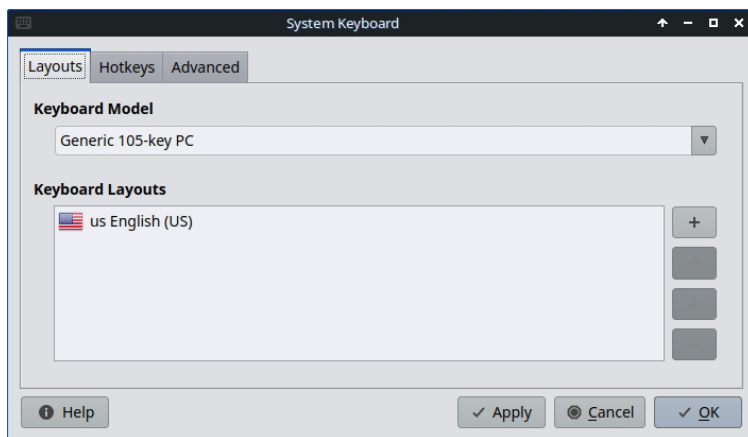 System Keyboard
Layouts Hotkeys Advanced
Keyboard Model
Generic 105-key PC
Keyboard Layouts
us English (US)
Help Apply Cancel OK